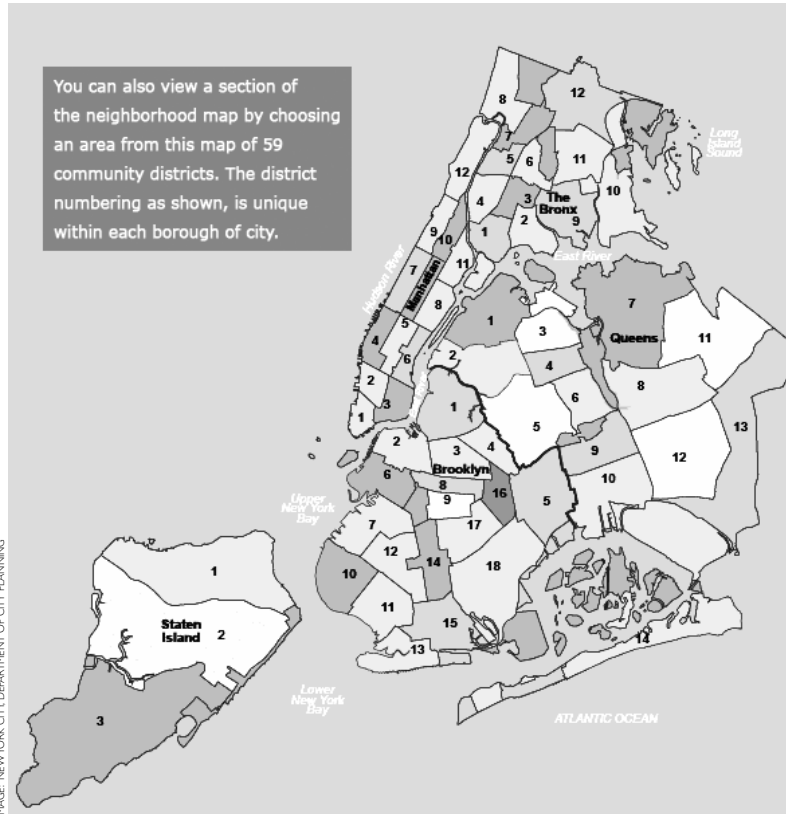 You can also view a section of
the neighborhood map by choosing
an area from this map of 59
community districts. The district
numbering as shown, is unique
within each borough of city.
8
12
7
Long
Island
Sound
5
6
11
12
10
4
3
The
Bronx
9
2
1
9
10
East River
11
7
Manhattan
Hudson River
8
7
1
4
5
3
Queens
11
6
2
4
8
2
6
3
1
1
5
13
2
3
4
9
12
Brooklyn
6
8
16
10
9
5
Upper
New York
Bay
7
17
12
14
18
1
10
11
Staten
Island
2
15
14
13
3
Lower
New York
Bay
ATLANTIC OCEAN
IMAGE: NEW YORK CITY, DEPARTMENT OF CITY PLANNING